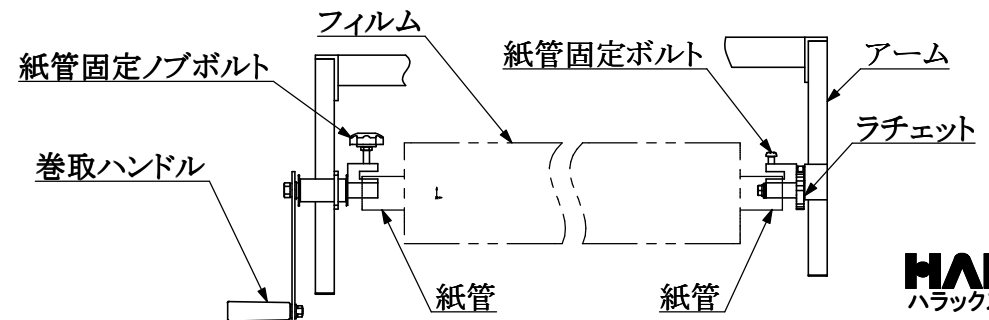 フィルム
紙管固定ノブボルト
紙管固定ボルト
アーム
ラチェット
巻取ハンドル
紙管
紙管
ハラックス